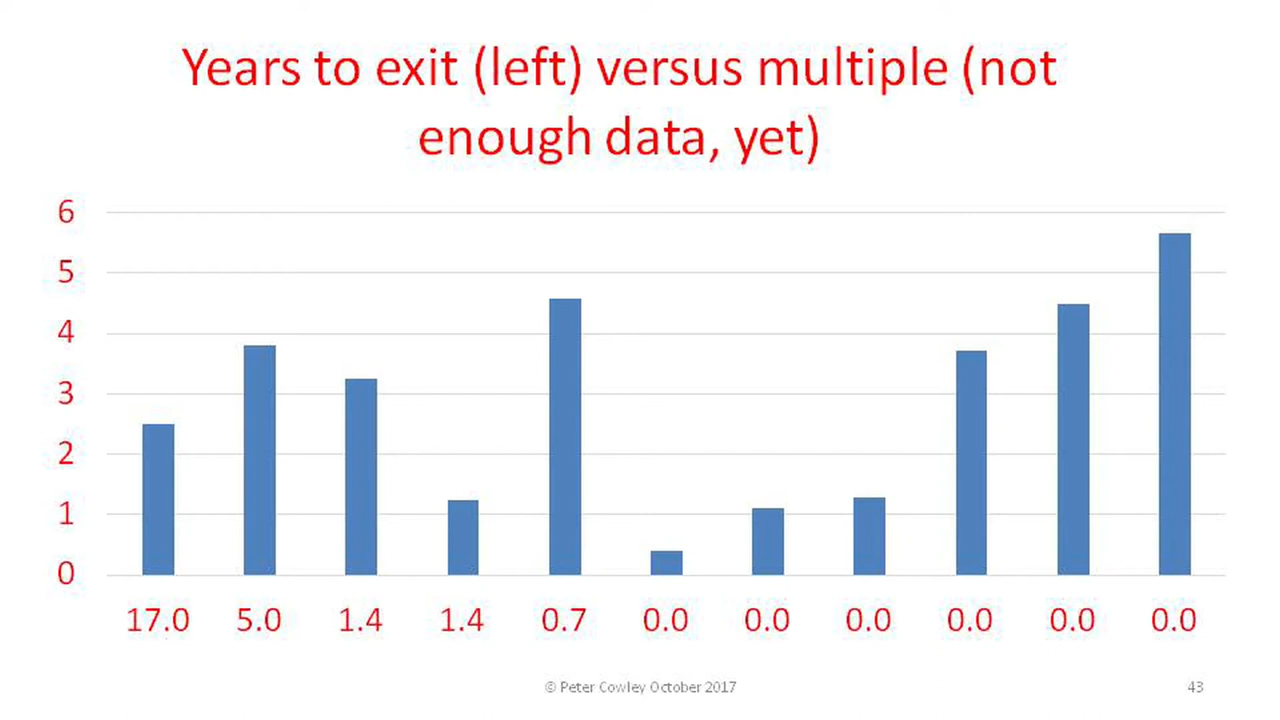 Years to exit (left) versus multiple (not
enough data, yet)
6
5
4
3
2
1
0
17.0 5.0 1.4 1.4 0.7 0.0 0.0 0.0 0.0 0.0 0.0
© Peter Cowley October 2017 43